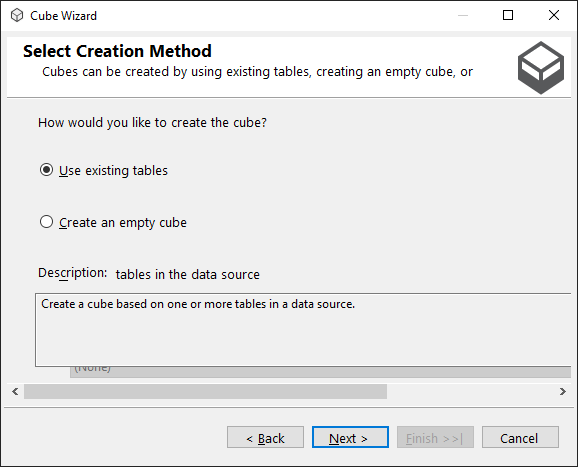 Cube Wizard
Select Creation Method
Cubes can be created by using existing tables, creating an empty cube, or
How would you like to create the cube?
Use existing tables
Create an empty cube
Description: tables in the data source
Create a cube based on one or more tables in a data source.
(None)
< Back Next > Finish >>| Cancel